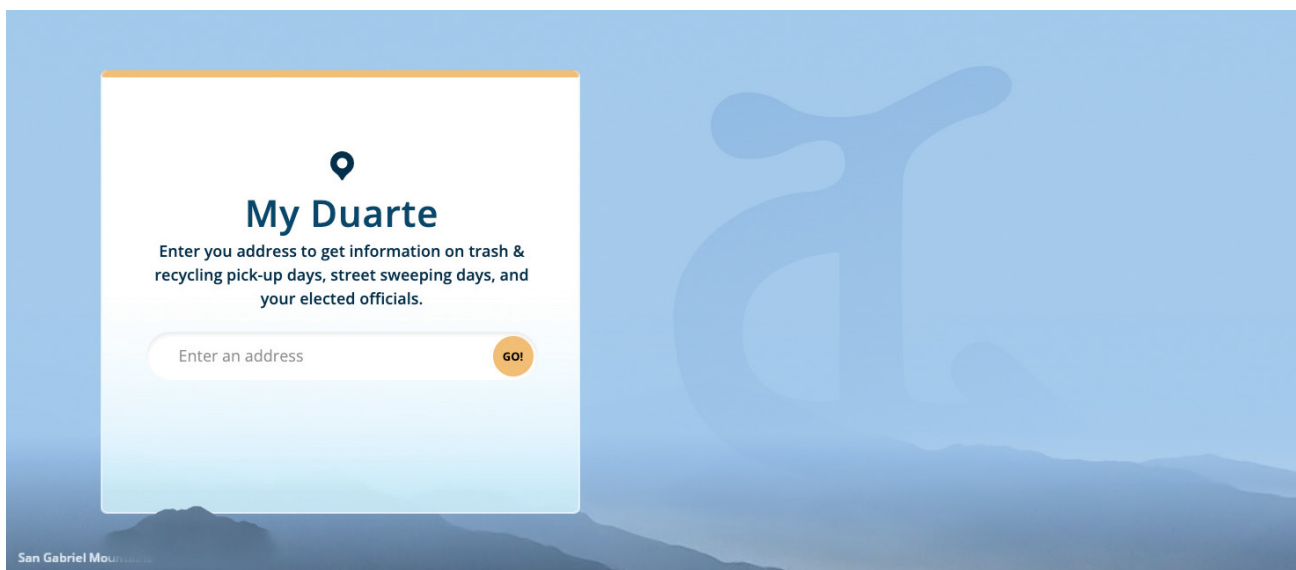 My Duarte
Enter you address to get information on trash &
recycling pick-up days, street sweeping days, and
your elected officials.
Enter an address
GO!
San Gabriel Mountains